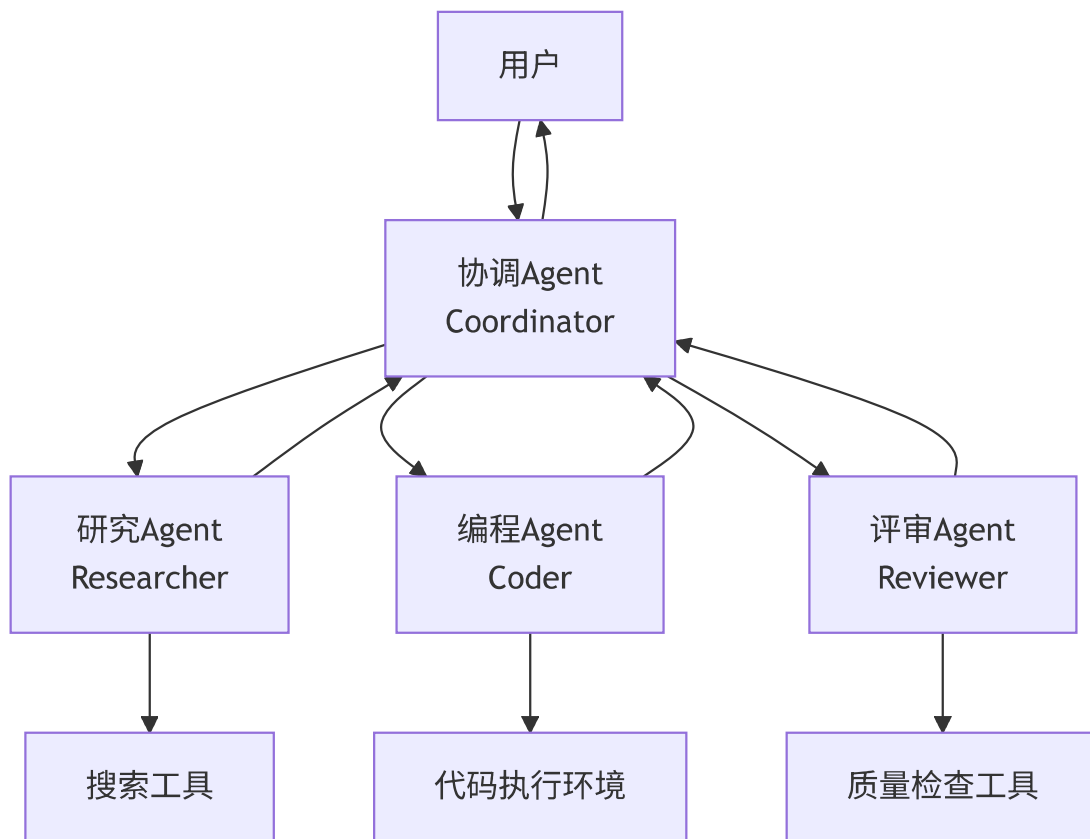 用户
协调Agent
Coordinator
研究Agent
Researcher
编程Agent
Coder
评审Agent
Reviewer
搜索工具
代码执行环境
质量检查工具